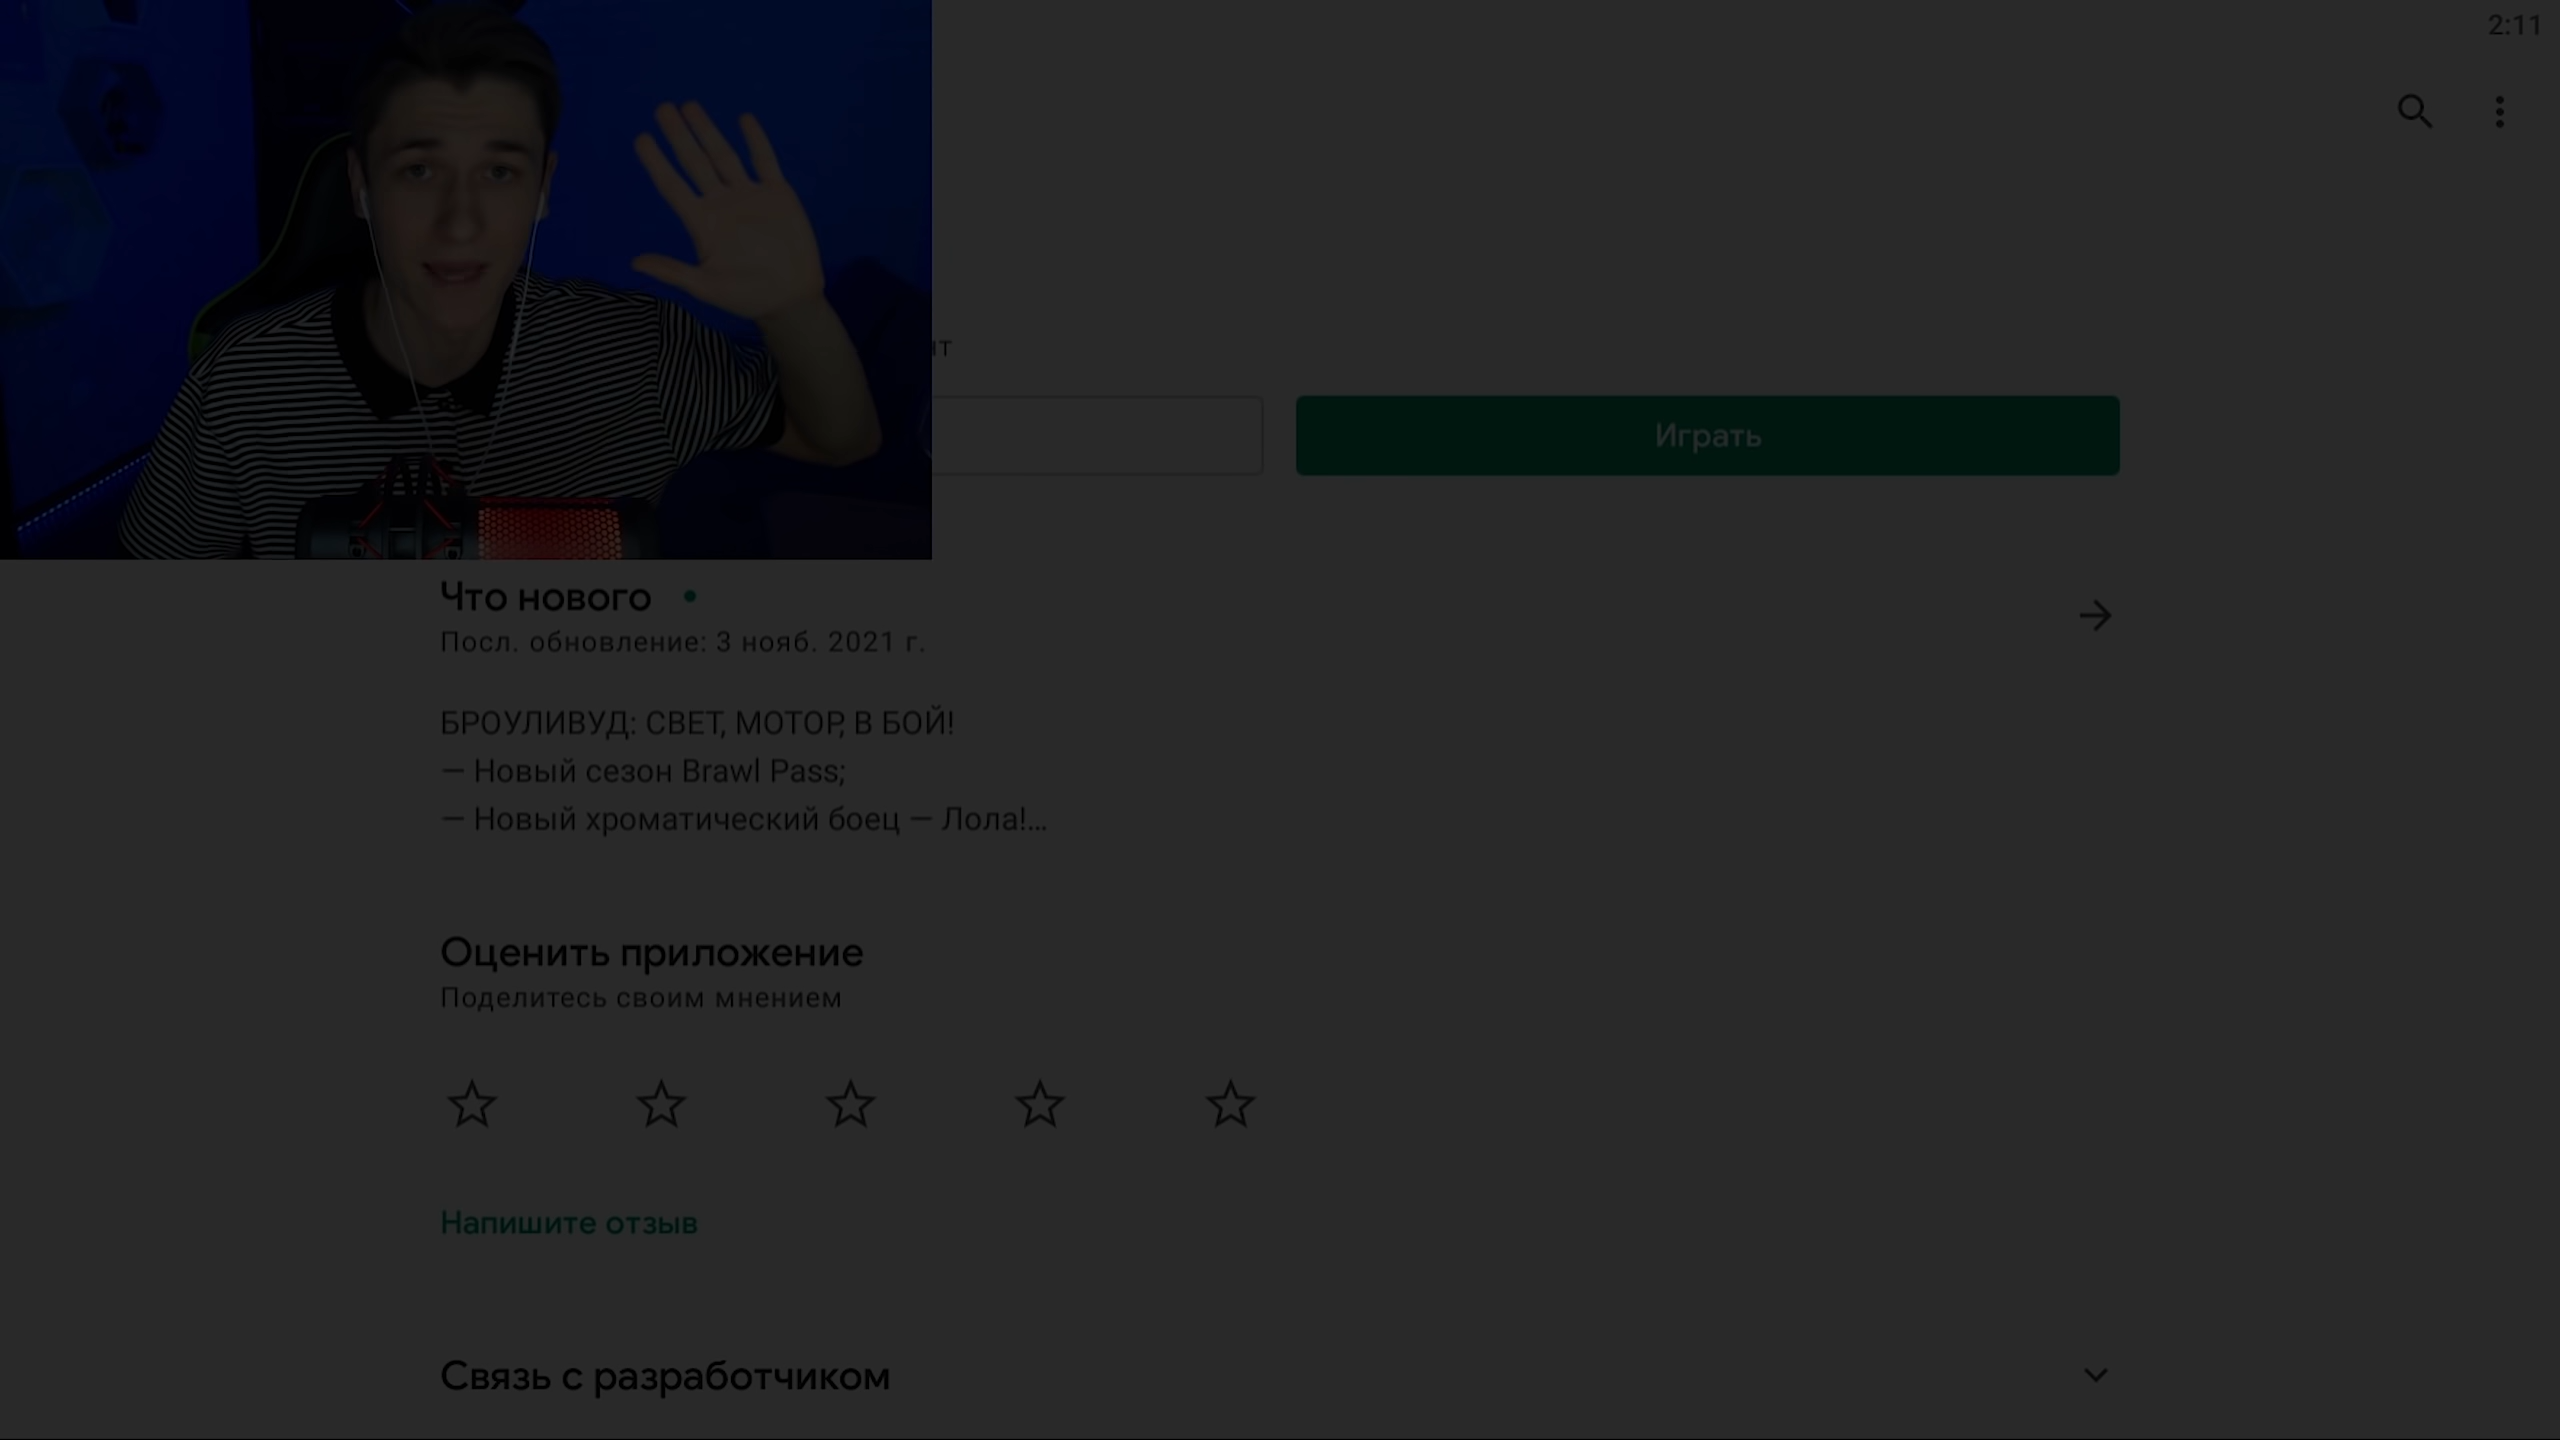 2:11
Играть
Что нового
Посл. обновление: 3 нояб. 2021 г.
БРОУЛИВУД: СВЕТ, МОТОР, В БОЙ!
— Новый сезон Brawl Pass;
— Новый хроматический боец — Лола!...
Оценить приложение
Поделитесь своим мнением
Напишите отзыв
Связь с разработчиком